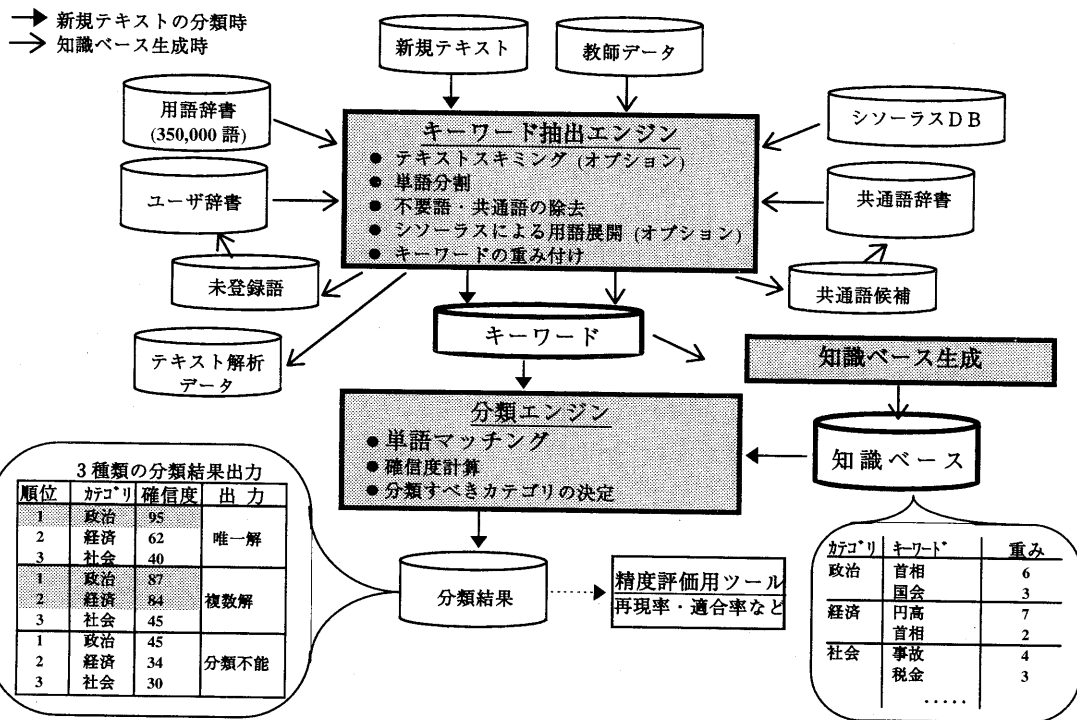 新規テキストの分類時
知識ベース生成時
新規テキスト
教師データ
用語辞書
(350,000 語)
シソーラスDB
ユーザ辞書
共通語辞書
未登録語
共通語候補
テキスト解析
データ
キーワード抽出エンジン
● テキストスキミング (オプション)
● 単語分割
● 不要語・共通語の除去
● シソーラスによる用語展開 (オプション)
● キーワードの重み付け
キーワード
知識ベース生成
分類エンジン
● 単語マッチング
● 確信度計算
● 分類すべきカテゴリの決定
知識ベース
3種類の分類結果出力
順位 カテゴリ 確信度 出力
1 政治 95
2 経済 62 唯一解
3 社会 40
1 政治 87
2 経済 84 複数解
3 社会 45
1 政治 45
2 経済 34 分類不能
3 社会 30
分類結果
精度評価用ツール
再現率・適合率など
カテゴリ キーワード 重み
政治 首相 6
国会 3
経済 円高 7
首相 2
社会 事故 4
税金 3
.....